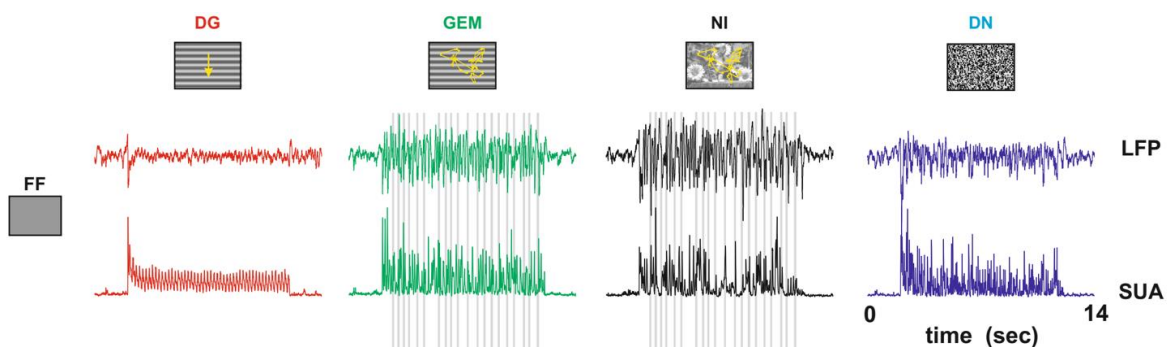 DG
GEM
NI
DN
LFP
FF
SUA
0
14
time (sec)